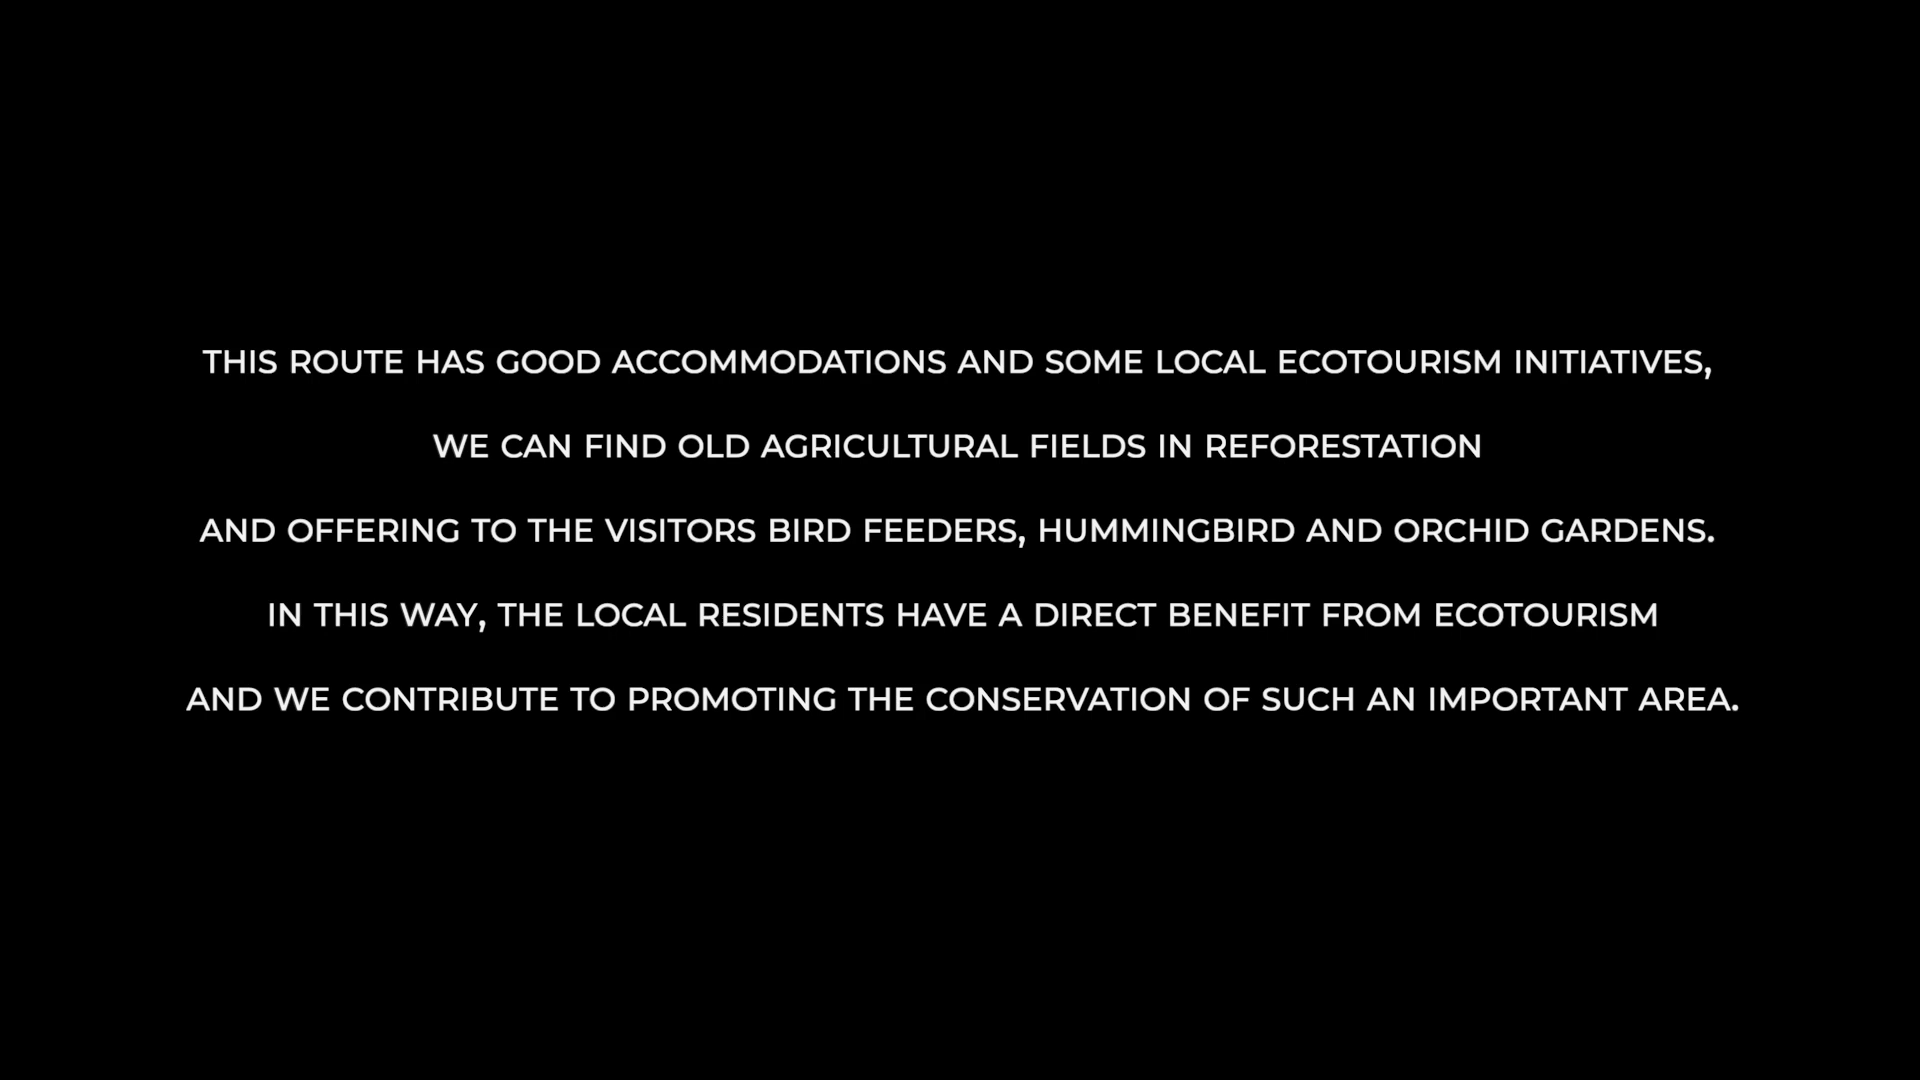 THIS ROUTE HAS GOOD ACCOMMODATIONS AND SOME LOCAL ECOTOURISM INITIATIVES,
WE CAN FIND OLD AGRICULTURAL FIELDS IN REFORESTATION
AND OFFERING TO THE VISITORS BIRD FEEDERS, HUMMINGBIRD AND ORCHID GARDENS.
IN THIS WAY, THE LOCAL RESIDENTS HAVE A DIRECT BENEFIT FROM ECOTOURISM
AND WE CONTRIBUTE TO PROMOTING THE CONSERVATION OF SUCH AN IMPORTANT AREA.